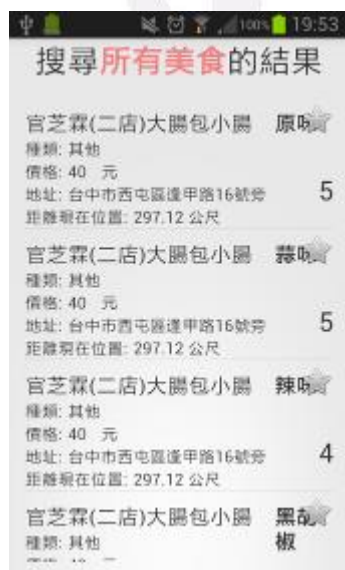 100% 19:53
搜尋所有美食的結果
官芝霖(二店)大腸包小腸 原味
種類: 其他
價格: 40 元
地址: 台中市西屯區逢甲路16號旁 5
距離現在位置: 297.12 公尺
官芝霖(二店)大腸包小腸 蒜味
種類: 其他
價格: 40 元
地址: 台中市西屯區逢甲路16號旁 5
距離現在位置: 297.12 公尺
官芝霖(二店)大腸包小腸 辣味
種類: 其他
價格: 40 元
地址: 台中市西屯區逢甲路16號旁 4
距離現在位置: 297.12 公尺
官芝霖(二店)大腸包小腸 黑胡
種類: 其他 椒